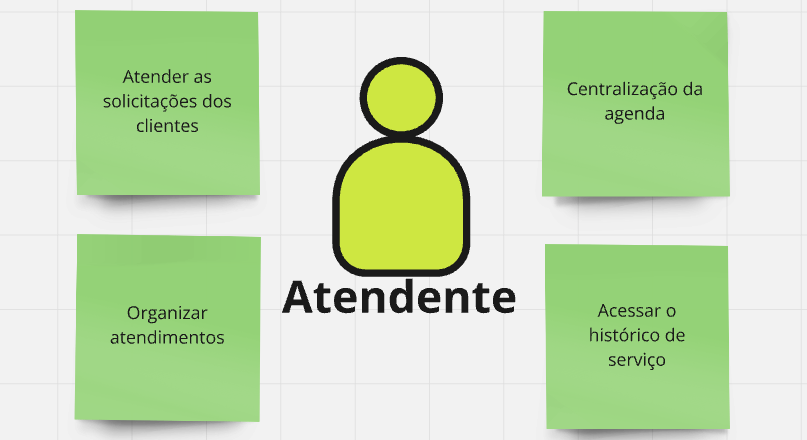 Atender as
solicitações dos
clientes
Centralização da
agenda
Atendente
Organizar
atendimentos
Acessar o
histórico de
serviço